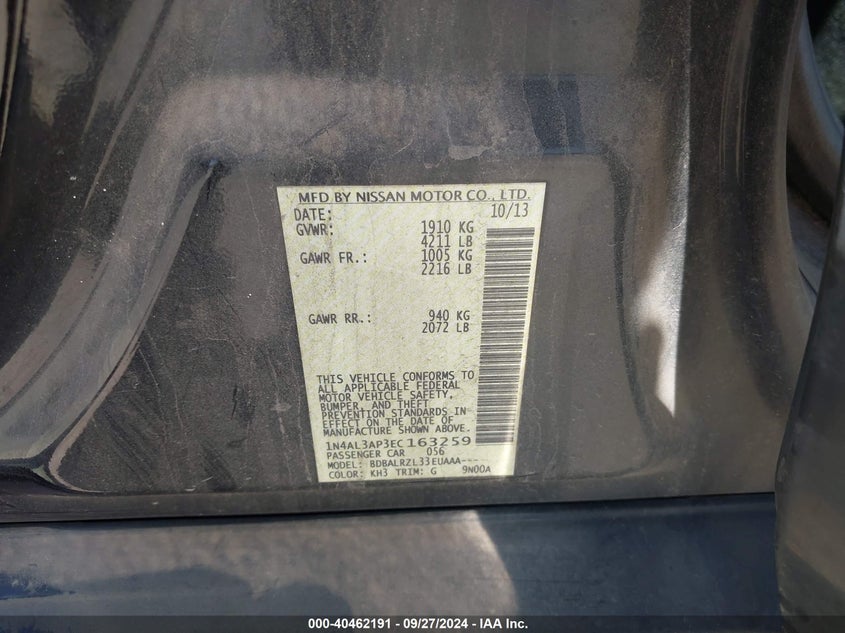 MFD BY NISSAN MOTOR CO., LTD.
DATE: 10/13
GVWR: 1910 KG
4211 LB
GAWR FR.: 1005 KG
2216 LB
GAWR RR.: 940 KG
2072 LB
THIS VEHICLE CONFORMS TO
ALL APPLICABLE FEDERAL
MOTOR VEHICLE SAFETY,
BUMPER, AND THEFT
PREVENTION STANDARDS IN
EFFECT ON THE DATE OF
MANUFACTURE SHOWN ABOVE.
1N4AL3AP3EC163259
PASSENGER CAR 056
MODEL: BDBALRZL33EUAAA---
COLOR: KH3 TRIM: G 9N00A
000-40462191 - 09/27/2024 - IAA Inc.